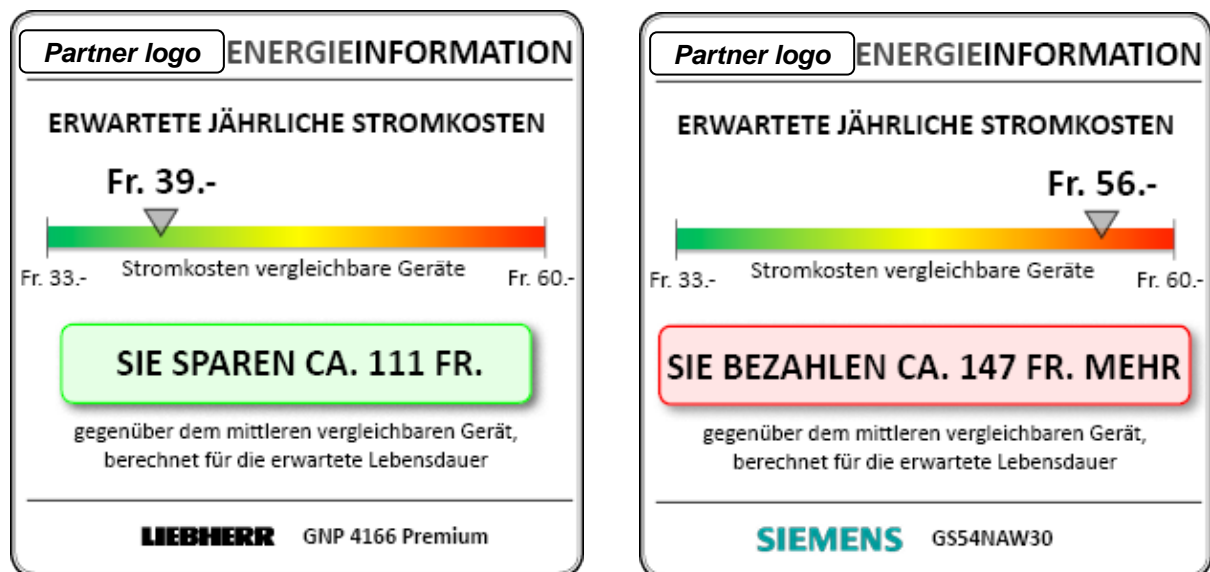 Partner logo ENERGIEINFORMATION
ERWARTETE JÄHRLICHE STROMKOSTEN
Fr. 39.-
Fr. 33.- Stromkosten vergleichbare Geräte Fr. 60.-
SIE SPAREN CA. 111 FR.
gegenüber dem mittleren vergleichbaren Gerät,
berechnet für die erwartete Lebensdauer
LIEBHERR GNP 4166 Premium
Partner logo ENERGIEINFORMATION
ERWARTETE JÄHRLICHE STROMKOSTEN
Fr. 56.-
Fr. 33.- Stromkosten vergleichbare Geräte Fr. 60.-
SIE BEZAHLEN CA. 147 FR. MEHR
gegenüber dem mittleren vergleichbaren Gerät,
berechnet für die erwartete Lebensdauer
SIEMENS GS54NAW30